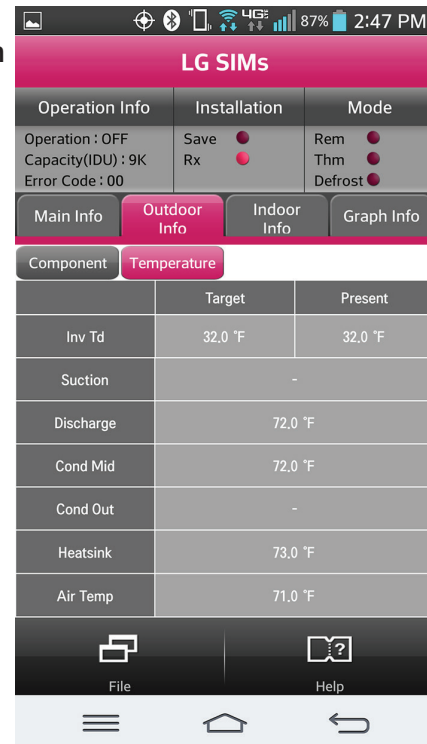 4G
87% 2:47 PM
LG SIMs
Operation Info Installation Mode
Operation : OFF Save Rem
Capacity(IDU) : 9K Rx Thm
Error Code : 00 Defrost
Main Info Outdoor Info Indoor Info Graph Info
Component Temperature
Target Present
Inv Td 32.0 °F 32.0 °F
Suction -
Discharge 72.0 °F
Cond Mid 72.0 °F
Cond Out -
Heatsink 73.0 °F
Air Temp 71.0 °F
File Help